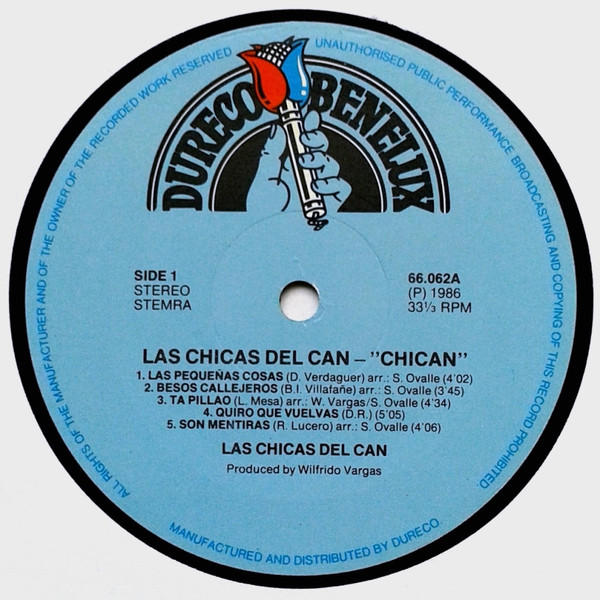 ALL RIGHTS OF THE MANUFACTURER AND OF THE OWNER OF THE RECORDED WORK RESERVED
UNAUTHORISED PUBLIC PERFORMANCE BROADCASTING AND COPYING OF THIS RECORD PROHIBITED.
DURECO BENELUX
SIDE 1
STEREO
STEMRA
66.062A
(P) 1986
33⅓ RPM
LAS CHICAS DEL CAN – "CHICAN"
1. LAS PEQUEÑAS COSAS (D. Verdaguer) arr.: S. Ovalle (4'02)
2. BESOS CALLEJEROS (B.I. Villafañe) arr.: S. Ovalle (3'45)
3. TA PILLAO (L. Mesa) arr.: W. Vargas/S. Ovalle (4'34)
4. QUIRO QUE VUELVAS (D.R.) (5'05)
5. SON MENTIRAS (R. Lucero) arr.: S. Ovalle (4'06)
LAS CHICAS DEL CAN
Produced by Wilfrido Vargas
MANUFACTURED AND DISTRIBUTED BY DURECO